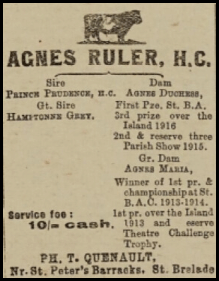 AGNES RULER, H.C.
Sire Dam
PRINCE PRUDENCE, H.C. AGNES DUCHESS,
Gt. Sire First Pze. St. B.A.
HAMPTONNE GREY. 3rd prize over the
Island 1916
2nd & reserve three
Parish Show 1915.
Gr. Dam
AGNES MARIA,
Winner of 1st pr. &
championship at St.
B.A.C. 1913-1914.
Service fee : 1st pr. over the Island
10/= cash. 1913 and eserve
Theatre Challenge
Trophy.
PH. T. QUENAULT,
Nr. St. Peter's Barracks. St. Brelade